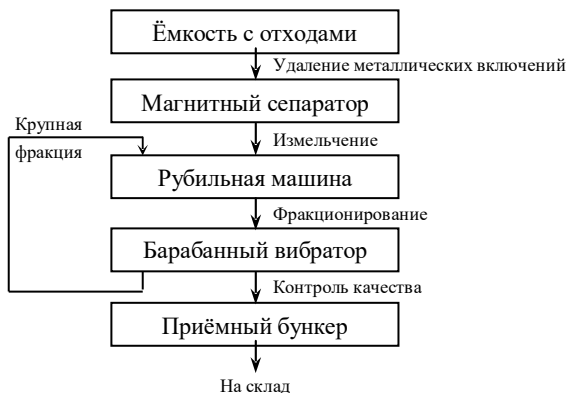 Ёмкость с отходами
Удаление металлических включений
Магнитный сепаратор
Крупная
фракция
Измельчение
Рубильная машина
Фракционирование
Барабанный вибратор
Контроль качества
Приёмный бункер
На склад